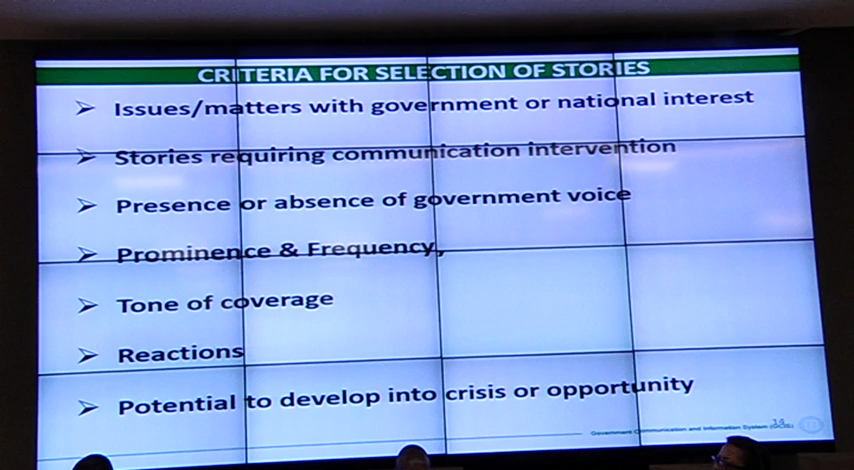 CRITERIA FOR SELECTION OF STORIES
Issues/matters with government or national interest
Stories requiring communication intervention
Presence or absence of government voice
Prominence & Frequency,
Tone of coverage
Reactions
Potential to develop into crisis or opportunity
14
Government Communication and Information System (GCIS)